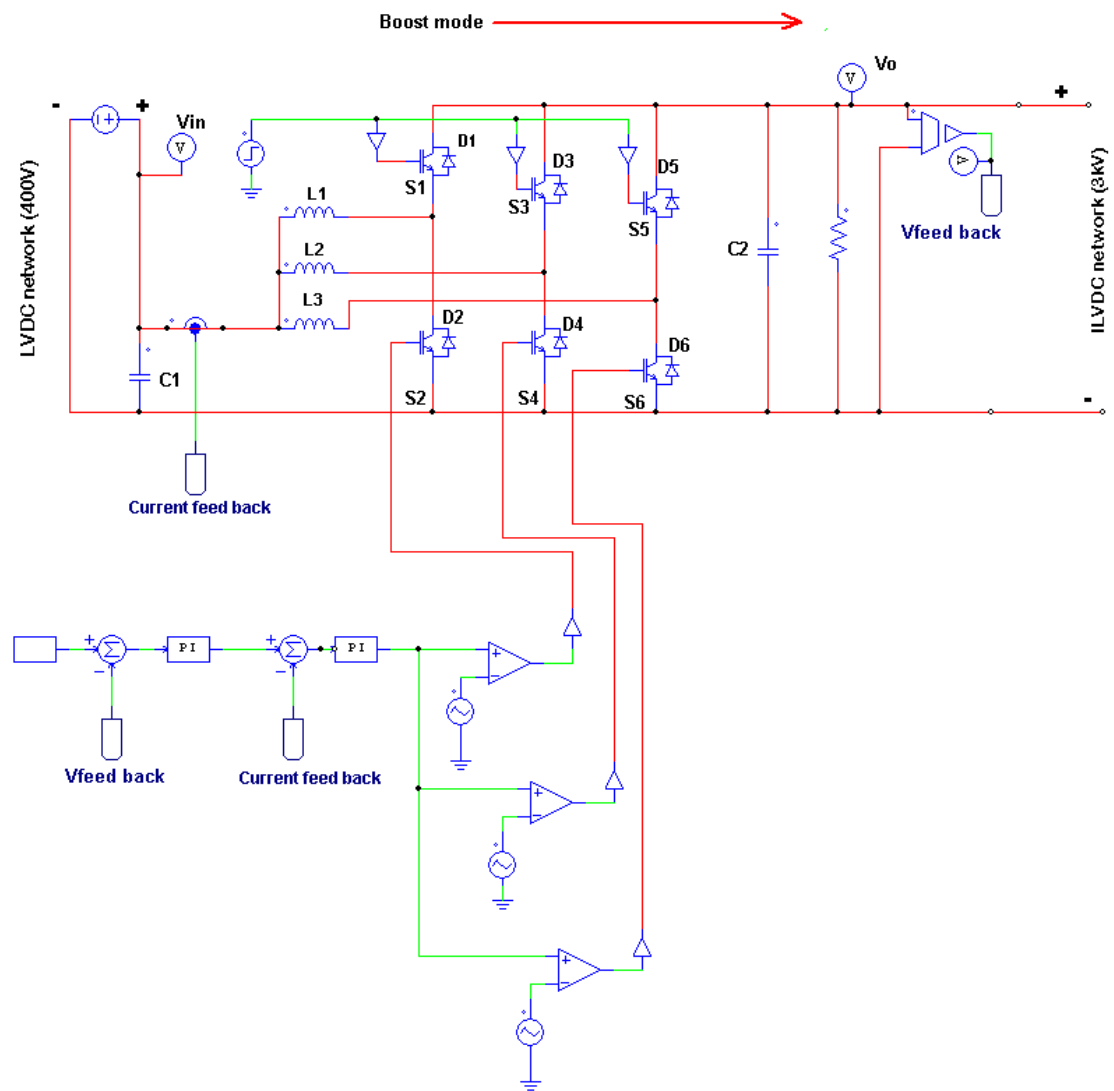 Boost mode
Vo
- +
+
Vin
V
V
D1
D3
D5
S1
S3
S5
L1
L2
L3
LVDC network (400V)
C1
D2
D4
D6
S2
S4
S6
C2
V
Vfeed back
ILVDC network (3kV)
-
Current feed back
+
−
Σ
PI
+
−
Σ
PI
+
−
Vfeed back
Current feed back
+
−
+
−